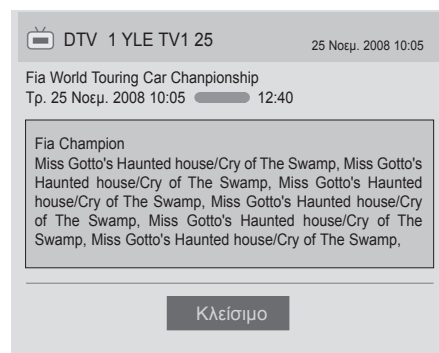 DTV 1 YLE TV1 25
25 Νοεμ. 2008 10:05
Fia World Touring Car Chanpionship
Τρ. 25 Νοεμ. 2008 10:05 12:40
Fia Champion
Miss Gotto's Haunted house/Cry of The Swamp, Miss Gotto's
Haunted house/Cry of The Swamp, Miss Gotto's Haunted
house/Cry of The Swamp, Miss Gotto's Haunted house/Cry
of The Swamp, Miss Gotto's Haunted house/Cry of The
Swamp, Miss Gotto's Haunted house/Cry of The Swamp,
Κλείσιμο